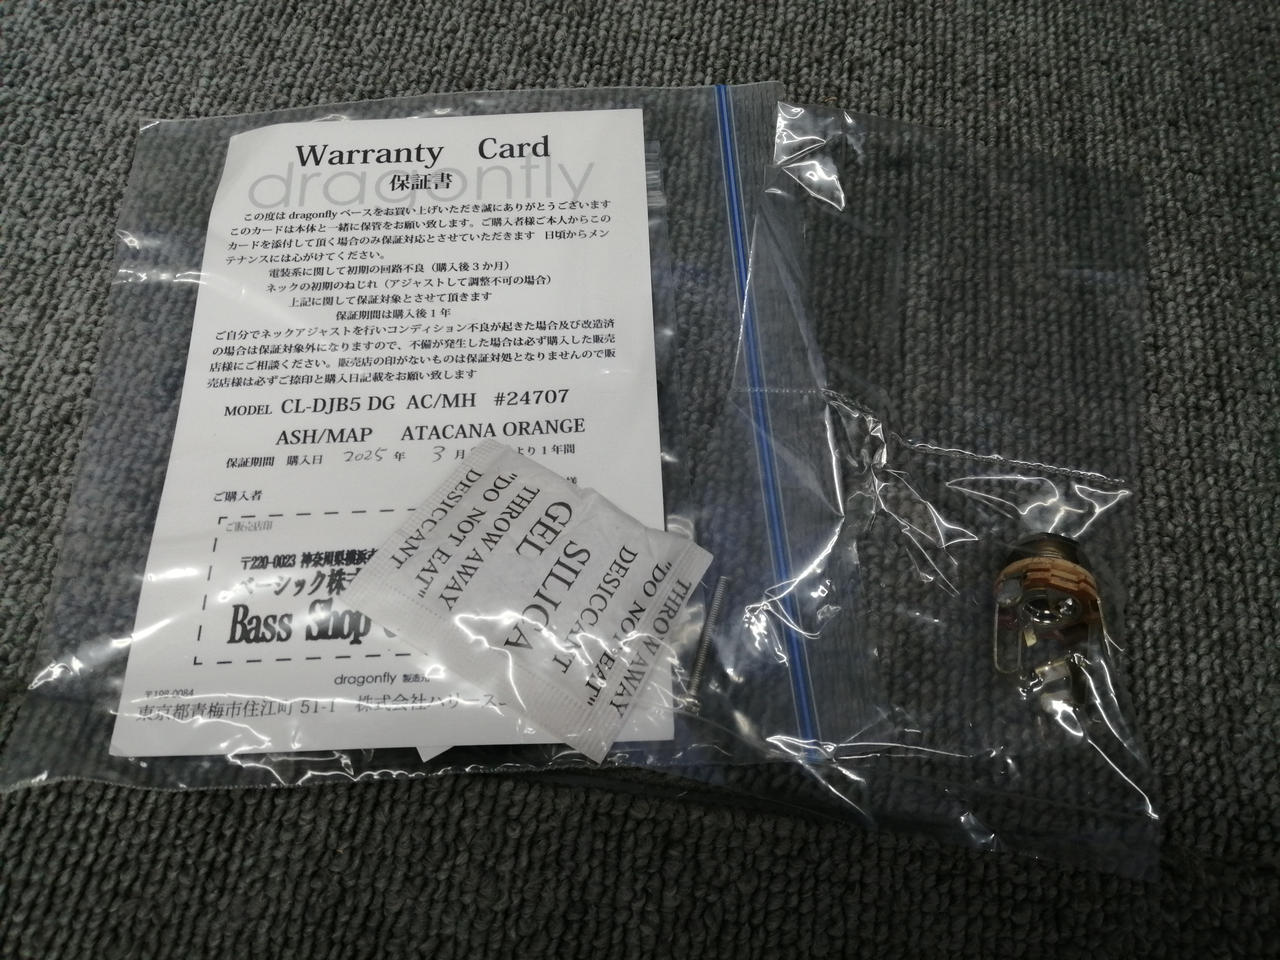 Warranty Card
dragonfly
保証書
この度は dragonfly ベースをお買い上げいただき誠にありがとうございます
このカードは本体と一緒に保管をお願い致します。ご購入者様ご本人からこの
カードを添付して頂く場合のみ保証対応とさせていただきます 日頃からメン
テナンスには心がけてください。
電装系に関して初期の回路不良（購入後3か月）
ネックの初期のねじれ（アジャストして調整不可の場合）
上記に関して保証対象とさせて頂きます
保証期間は購入後1年
ご自分でネックアジャストを行いコンディション不良が起きた場合及び改造済
の場合は保証対象外になりますので、不備が発生した場合は必ず購入した販売
店様にご相談ください。販売店の印がないものは保証対処となりませんので販
売店様は必ずご捺印と購入日記載をお願い致します
MODEL CL-DJB5 DG AC/MH #24707
ASH/MAP ATACANA ORANGE
保証期間 購入日 2025 年 3 月 より1年間
ご購入者 様
ご販売店印
〒220-0023 神奈川県横浜市
ベーシック株式
Bass Shop
dragonfly 製造元
〒198-0084
東京都青梅市住江町 51-1 株式会社ハリーズ
DESICCANT
"DO NOT EAT"
THROW AWAY
SILICA
GEL
DESICCANT
"DO NOT EAT"
THROW AWAY